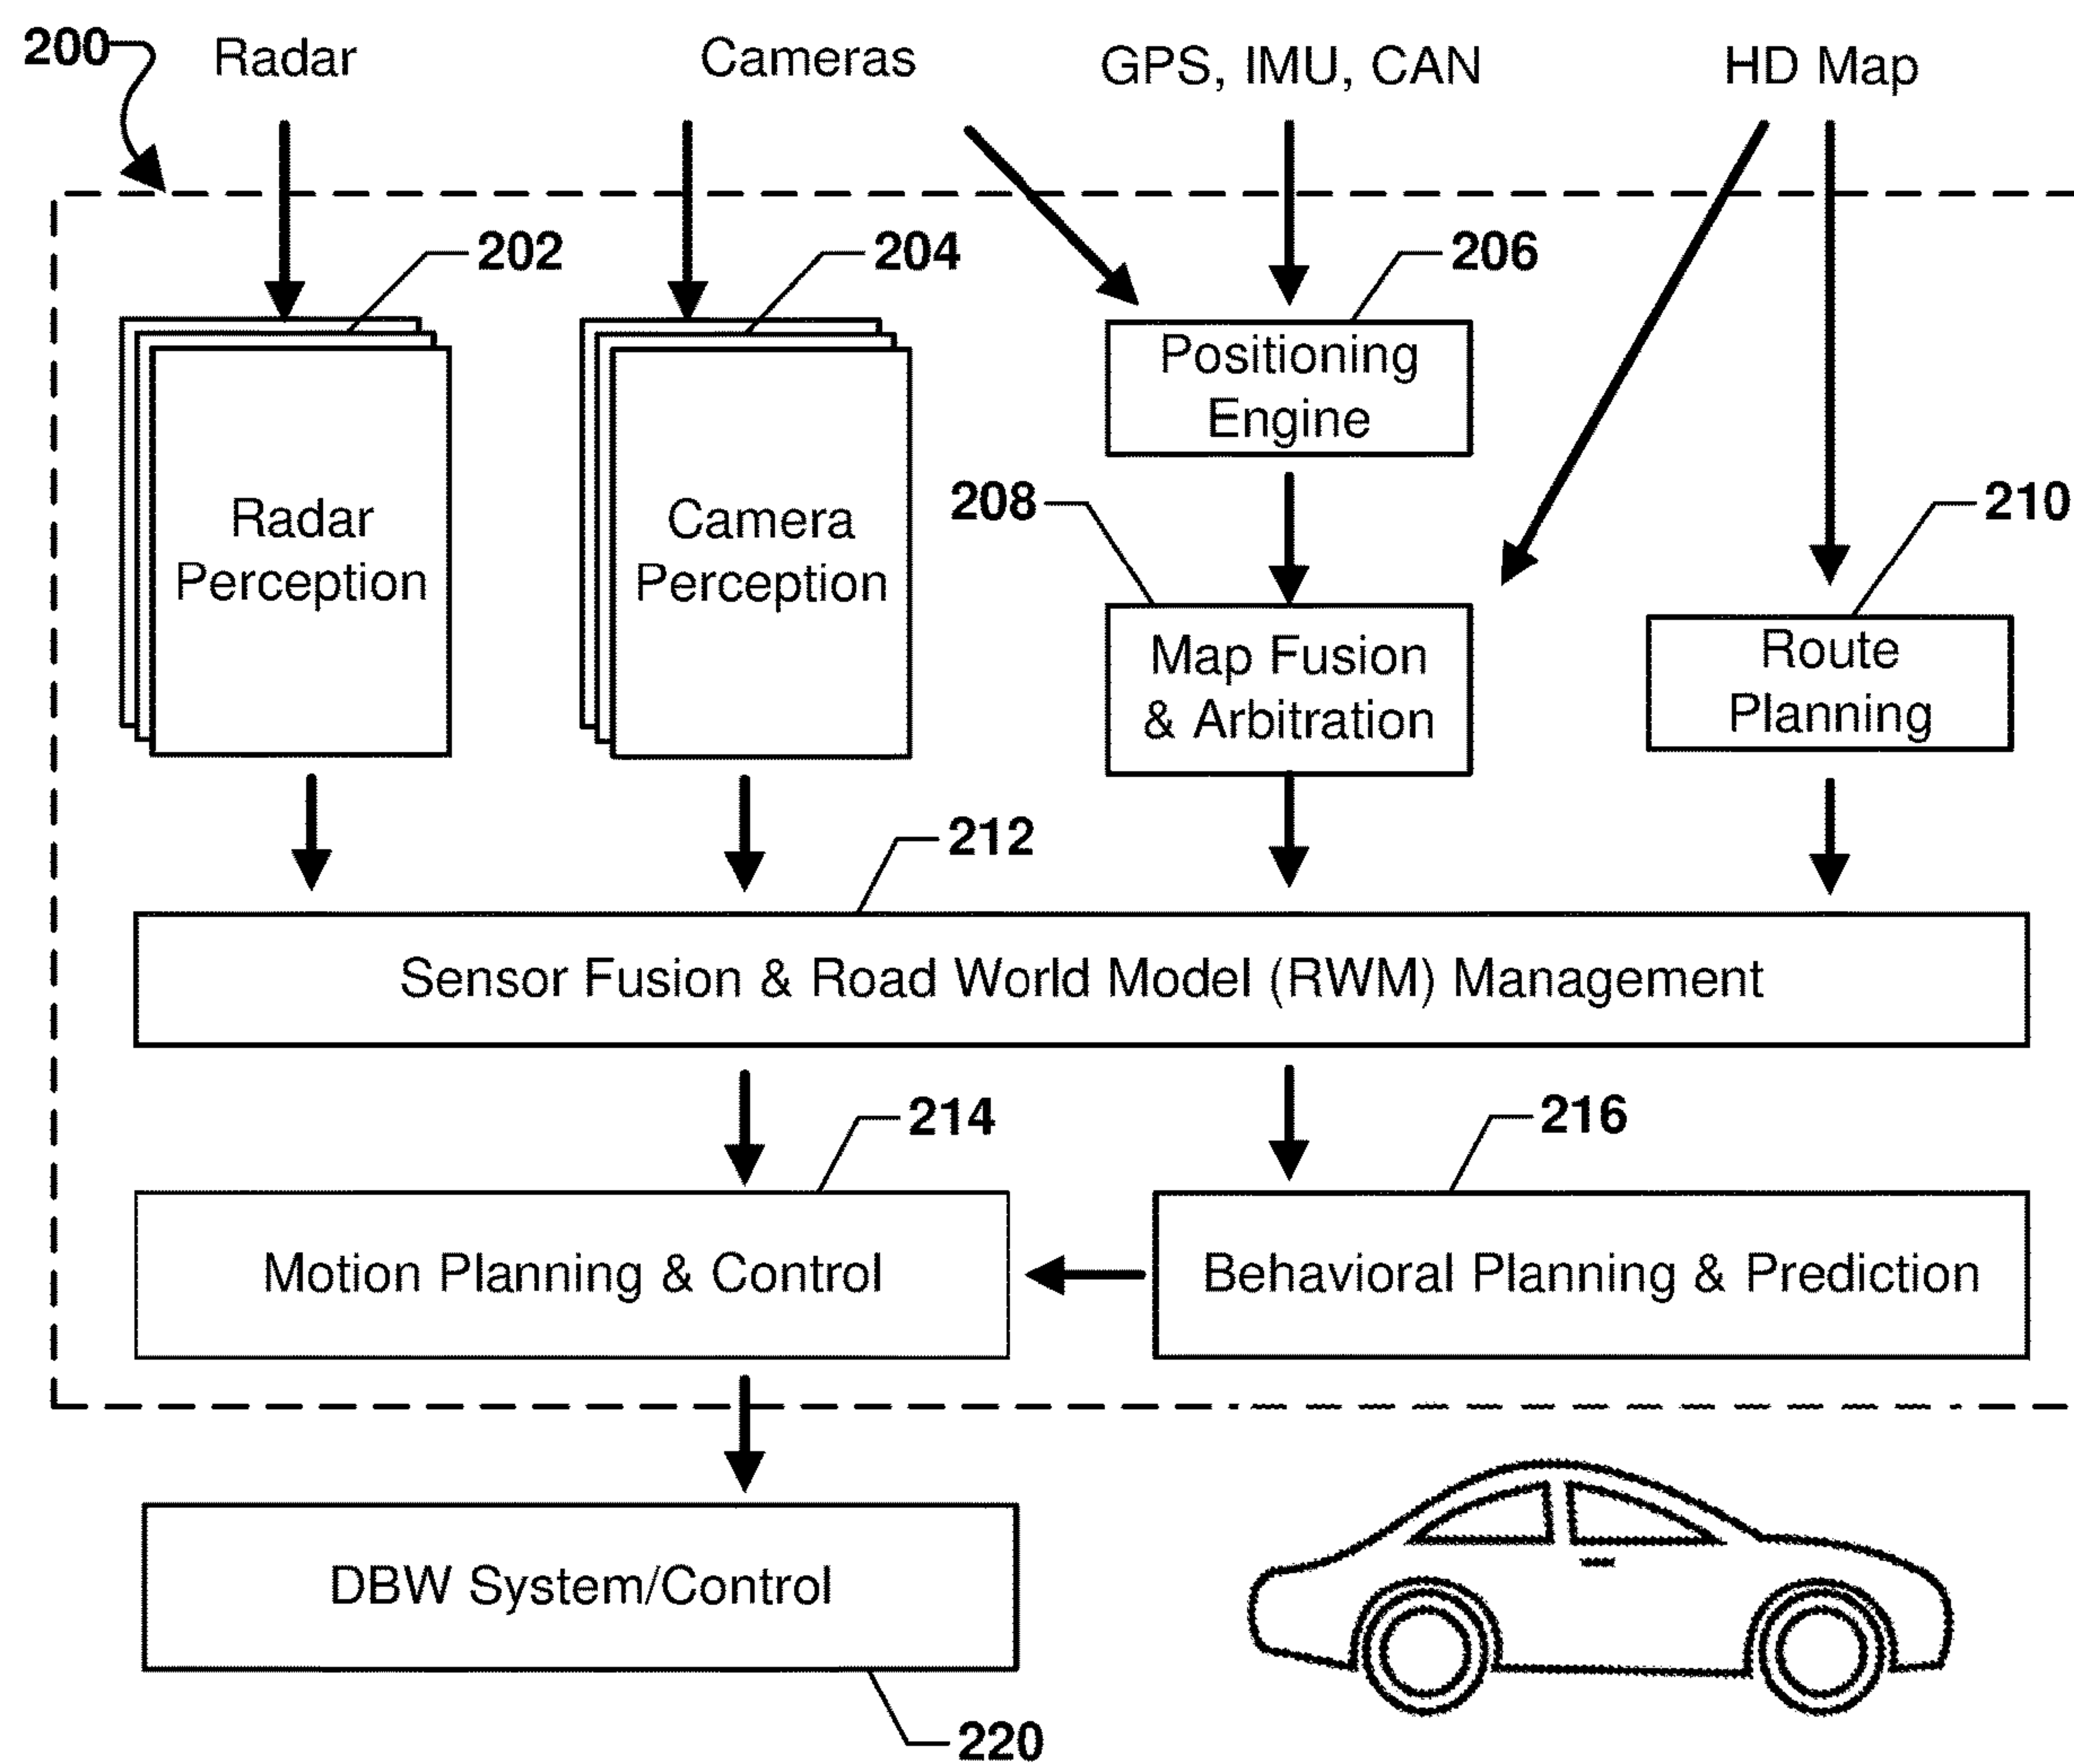 200
Radar
Cameras
GPS, IMU, CAN
HD Map
202
204
206
Positioning
Engine
208
210
Radar
Perception
Camera
Perception
Map Fusion
& Arbitration
Route
Planning
212
Sensor Fusion & Road World Model (RWM) Management
214
216
Motion Planning & Control
Behavioral Planning & Prediction
DBW System/Control
220